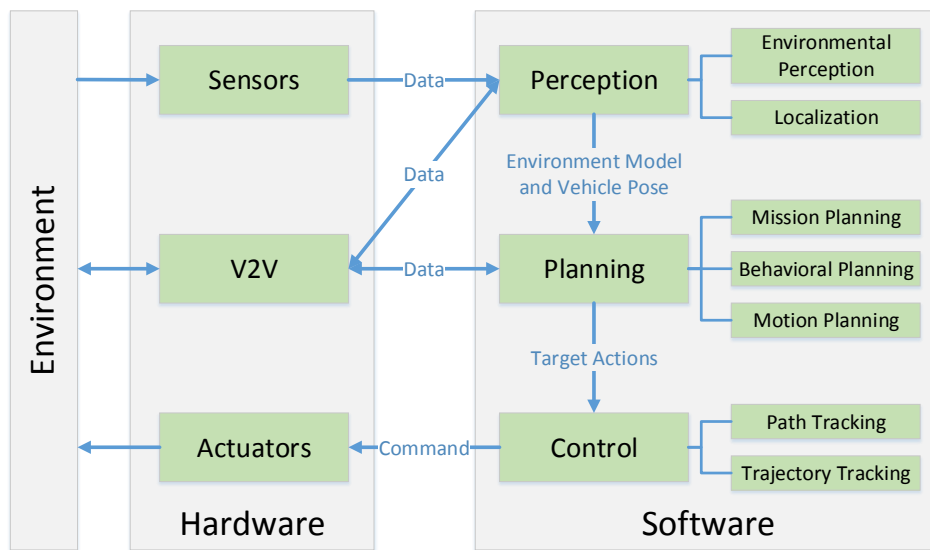 Environment
Sensors
V2V
Actuators
Hardware
Data
Data
Data
Command
Perception
Environment Model
and Vehicle Pose
Planning
Target Actions
Control
Environmental
Perception
Localization
Mission Planning
Behavioral Planning
Motion Planning
Path Tracking
Trajectory Tracking
Software